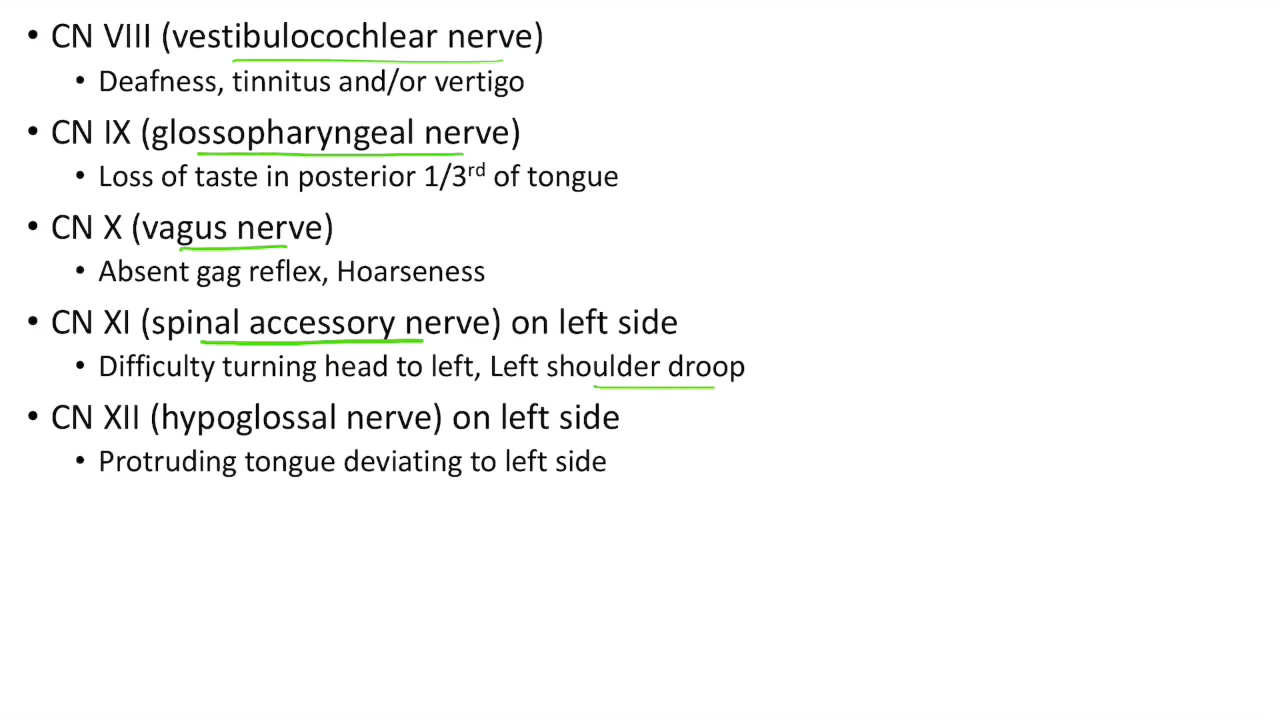 • CN VIII (vestibulocochlear nerve)
• Deafness, tinnitus and/or vertigo
• CN IX (glossopharyngeal nerve)
• Loss of taste in posterior 1/3rd of tongue
• CN X (vagus nerve)
• Absent gag reflex, Hoarseness
• CN XI (spinal accessory nerve) on left side
• Difficulty turning head to left, Left shoulder droop
• CN XII (hypoglossal nerve) on left side
• Protruding tongue deviating to left side